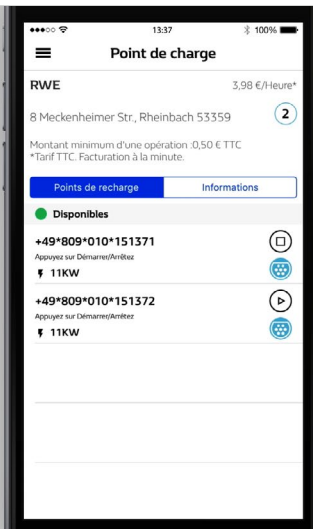 13:37
100%
Point de charge
RWE
3,98 €/Heure*
8 Meckenheimer Str., Rheinbach 53359
2
Montant minimum d'une opération :0,50 € TTC
*Tarif TTC. Facturation à la minute.
Points de recharge
Informations
Disponibles
+49*809*010*151371
Appuyez sur Démarrer/Arrêtez
11KW
+49*809*010*151372
Appuyez sur Démarrer/Arrêtez
11KW